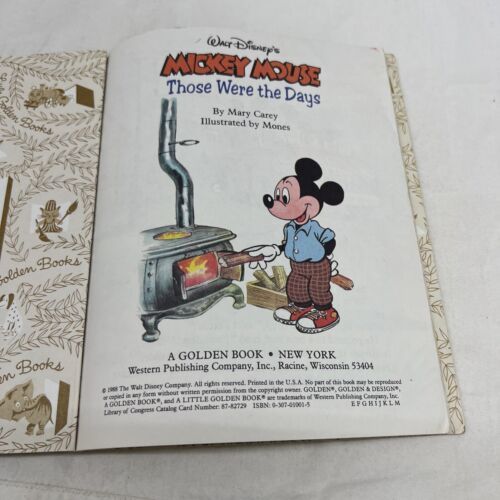 Walt Disney's
MICKEY MOUSE
Those Were the Days
By Mary Carey
Illustrated by Mones
A GOLDEN BOOK • NEW YORK
Western Publishing Company, Inc., Racine, Wisconsin 53404
© 1988 The Walt Disney Company. All rights reserved. Printed in the U.S.A. No part of this book may be reproduced
or copied in any form without written permission from the copyright owner. GOLDEN®, GOLDEN & DESIGN®,
A GOLDEN BOOK®, and A LITTLE GOLDEN BOOK® are trademarks of Western Publishing Company, Inc.
Library of Congress Catalog Card Number: 87-82729 ISBN: 0-307-01001-5 E F G H I J K L M
Golden Books
Golden Books
Golden Books